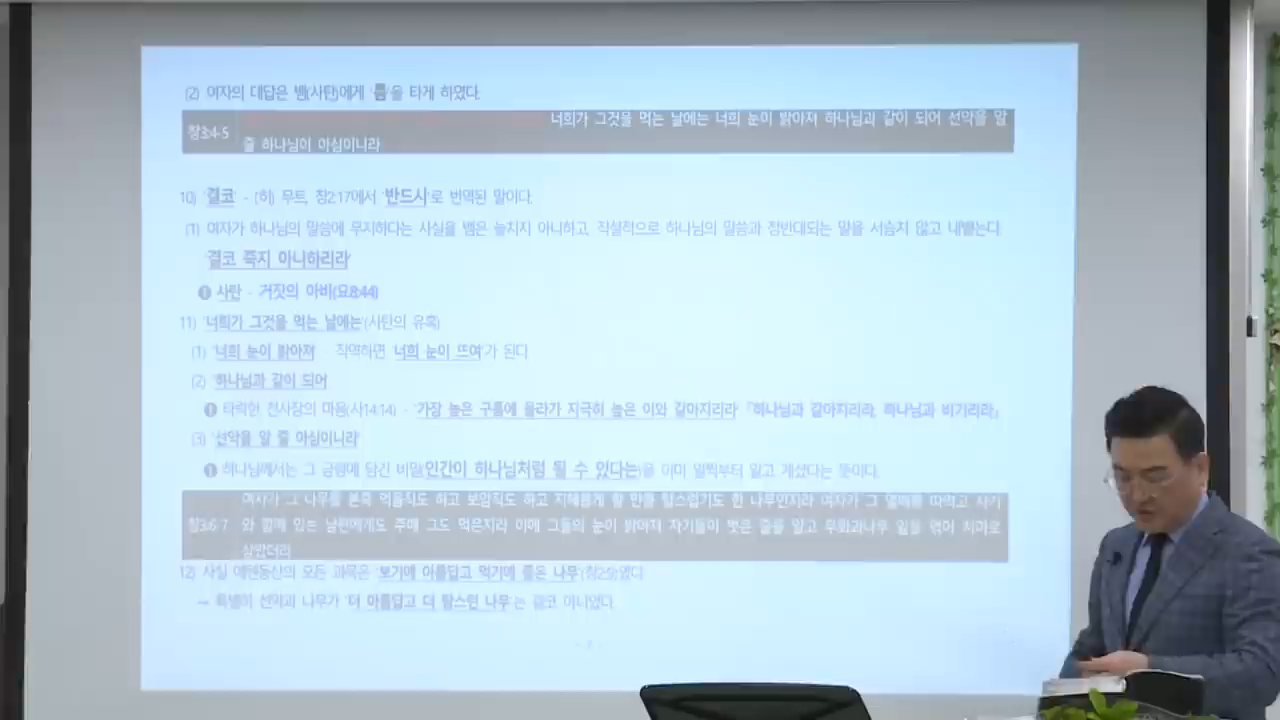 (2) 여자의 대답은 뱀(사탄)에게 '틈'을 타게 하였다.
창3:4-5 너희가 그것을 먹는 날에는 너희 눈이 밝아져 하나님과 같이 되어 선악을 알
줄 하나님이 아심이니라
10) '결코' - (히) 무트, 창2:17에서 '반드시'로 번역된 말이다.
(1) 여자가 하나님의 말씀에 무지하다는 사실을 뱀은 놓치지 아니하고, 직설적으로 하나님의 말씀과 정반대되는 말을 서슴지 않고 내뱉는다.
'결코 죽지 아니하리라'
❶ 사탄 - 거짓의 아비(요8:44)
11) '너희가 그것을 먹는 날에는'(사탄의 유혹)
(1) '너희 눈이 밝아져' 직역하면 '너희 눈이 뜨여'가 된다.
(2) '하나님과 같이 되어'
❶ 타락한 천사장의 마음(사14:14) - '가장 높은 구름에 올라가 지극히 높은 이와 같아지리라' 「하나님과 같아지리라, 하나님과 비기리라」
(3) '선악을 알 줄 아심이니라'
❶ 하나님께서는 그 금령에 담긴 비밀(인간이 하나님처럼 될 수 있다는)을 이미 일찍부터 알고 계셨다는 뜻이다.
여자가 그 나무를 본즉 먹음직도 하고 보암직도 하고 지혜롭게 할 만큼 탐스럽기도 한 나무인지라 여자가 그 열매를 따먹고 자기
창3:6-7 와 함께 있는 남편에게도 주매 그도 먹은지라 이에 그들의 눈이 밝아져 자기들이 벗은 줄을 알고 무화과나무 잎을 엮어 치마로
삼았더라
12) 사실 에덴동산의 모든 과목은 '보기에 아름답고 먹기에 좋은 나무'(창2:9)였다.
→ 특별히 선악과 나무가 '더 아름답고 더 탐스런 나무'는 결코 아니었다.